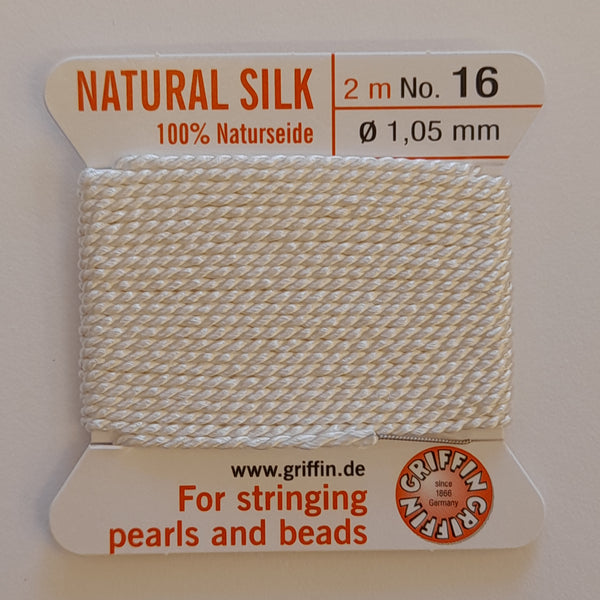 NATURAL SILK
100% Naturseide
2 m No. 16
Ø 1,05 mm
www.griffin.de
For stringing
pearls and beads
GRIFFIN
since
1866
Germany
GRIFFIN